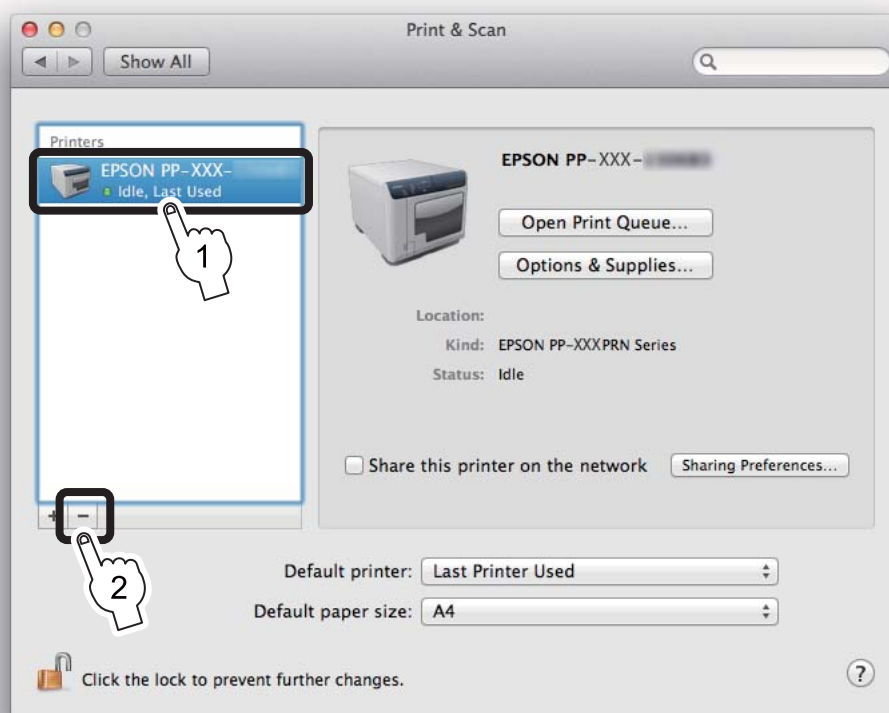 Print & Scan
Show All
Printers
EPSON PP-XXX-
Idle, Last Used
1
+ -
2
EPSON PP-XXX-
Open Print Queue...
Options & Supplies...
Location:
Kind: EPSON PP-XXXPRN Series
Status: Idle
Share this printer on the network Sharing Preferences...
Default printer: Last Printer Used
Default paper size: A4
Click the lock to prevent further changes. ?